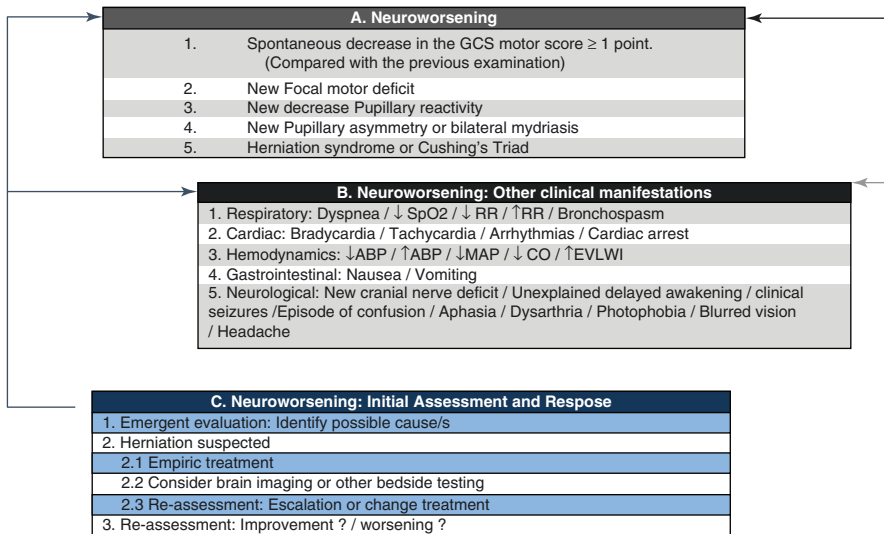 A. Neuroworsening
1. Spontaneous decrease in the GCS motor score ≥ 1 point.
(Compared with the previous examination)
2. New Focal motor deficit
3. New decrease Pupillary reactivity
4. New Pupillary asymmetry or bilateral mydriasis
5. Herniation syndrome or Cushing's Triad
B. Neuroworsening: Other clinical manifestations
1. Respiratory: Dyspnea / ↓ SpO2 / ↓ RR / ↑RR / Bronchospasm
2. Cardiac: Bradycardia / Tachycardia / Arrhythmias / Cardiac arrest
3. Hemodynamics: ↓ABP / ↑ABP / ↓MAP / ↓ CO / ↑EVLWI
4. Gastrointestinal: Nausea / Vomiting
5. Neurological: New cranial nerve deficit / Unexplained delayed awakening / clinical
seizures /Episode of confusion / Aphasia / Dysarthria / Photophobia / Blurred vision
/ Headache
C. Neuroworsening: Initial Assessment and Respose
1. Emergent evaluation: Identify possible cause/s
2. Herniation suspected
2.1 Empiric treatment
2.2 Consider brain imaging or other bedside testing
2.3 Re-assessment: Escalation or change treatment
3. Re-assessment: Improvement ? / worsening ?